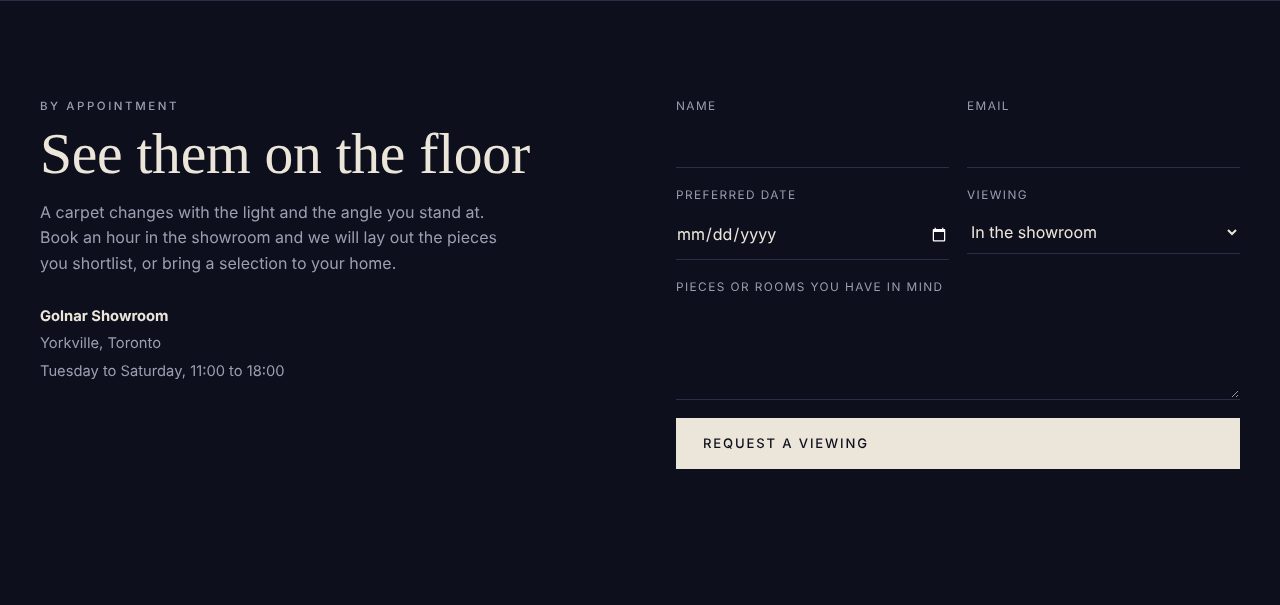 BY APPOINTMENT
See them on the floor
A carpet changes with the light and the angle you stand at.
Book an hour in the showroom and we will lay out the pieces
you shortlist, or bring a selection to your home.
Golnar Showroom
Yorkville, Toronto
Tuesday to Saturday, 11:00 to 18:00
NAME
EMAIL
PREFERRED DATE
VIEWING
mm/dd/yyyy
In the showroom
PIECES OR ROOMS YOU HAVE IN MIND
REQUEST A VIEWING